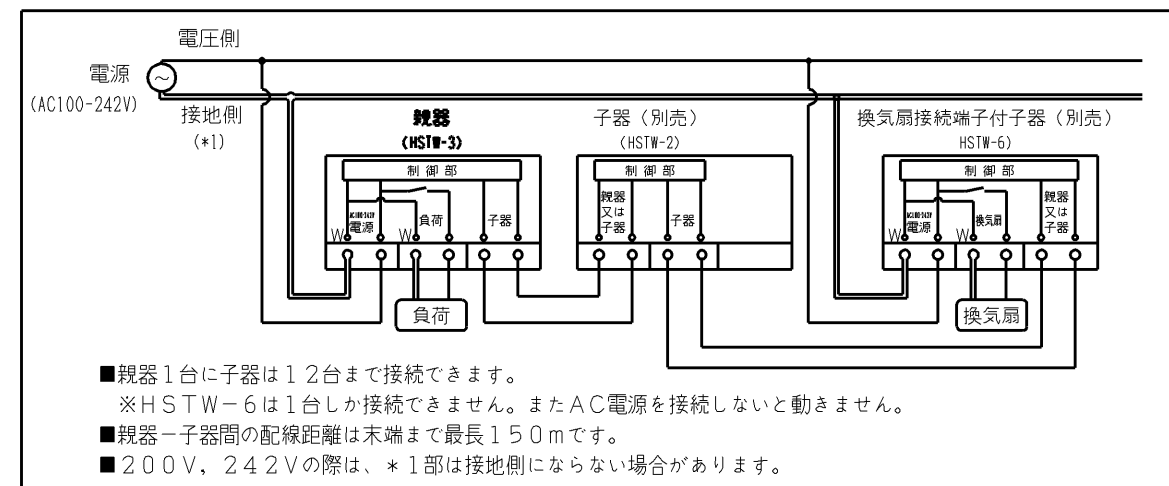 電圧側
電源
(AC100-242V)
接地側
(*1)
親器
(HSTW-3)
子器（別売）
(HSTW-2)
換気扇接続端子付子器（別売）
HSTW-6)
制御部
AC100-242V
電源
負荷
子器
W
W
負荷
制御部
親器
又は
子器
子器
制御部
AC100-242V
電源
換気扇
親器
又は
子器
W
W
換気扇
■親器１台に子器は１２台まで接続できます。
※ＨＳＴＷ－６は１台しか接続できません。またＡＣ電源を接続しないと動きません。
■親器－子器間の配線距離は末端まで最長１５０ｍです。
■２００Ｖ，２４２Ｖの際は、＊１部は接地側にならない場合があります。